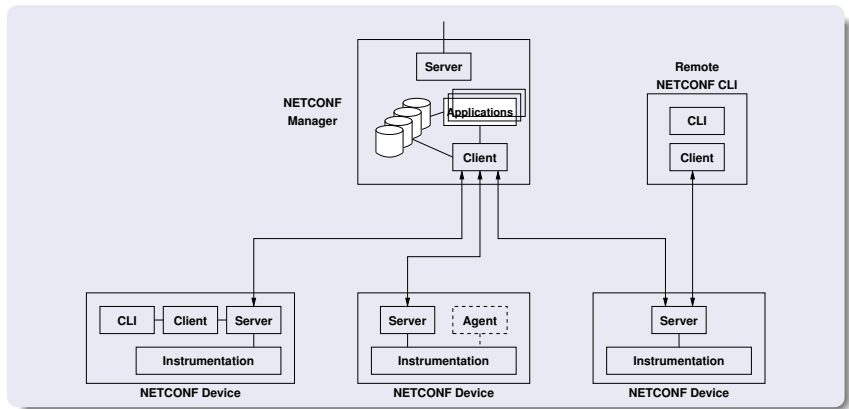 Server
Remote
NETCONF CLI
NETCONF
Manager
Applications
CLI
Client
Client
CLI
Client
Server
Instrumentation
NETCONF Device
Server
Agent
Instrumentation
NETCONF Device
Server
Instrumentation
NETCONF Device